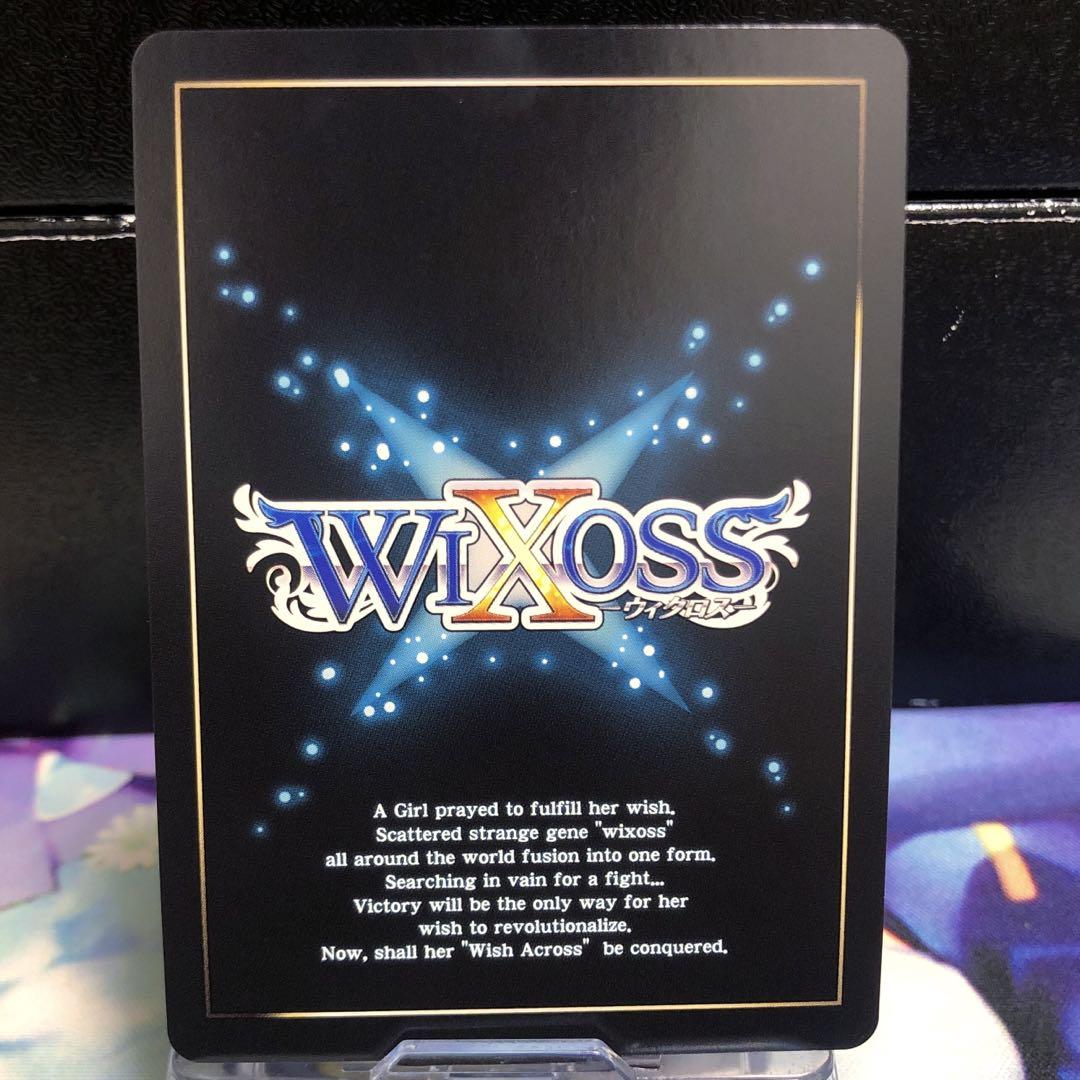 WIXOSS
ーウィクロスー
A Girl prayed to fulfill her wish.
Scattered strange gene "wixoss"
all around the world fusion into one form.
Searching in vain for a fight...
Victory will be the only way for her
wish to revolutionalize.
Now, shall her "Wish Across" be conquered.